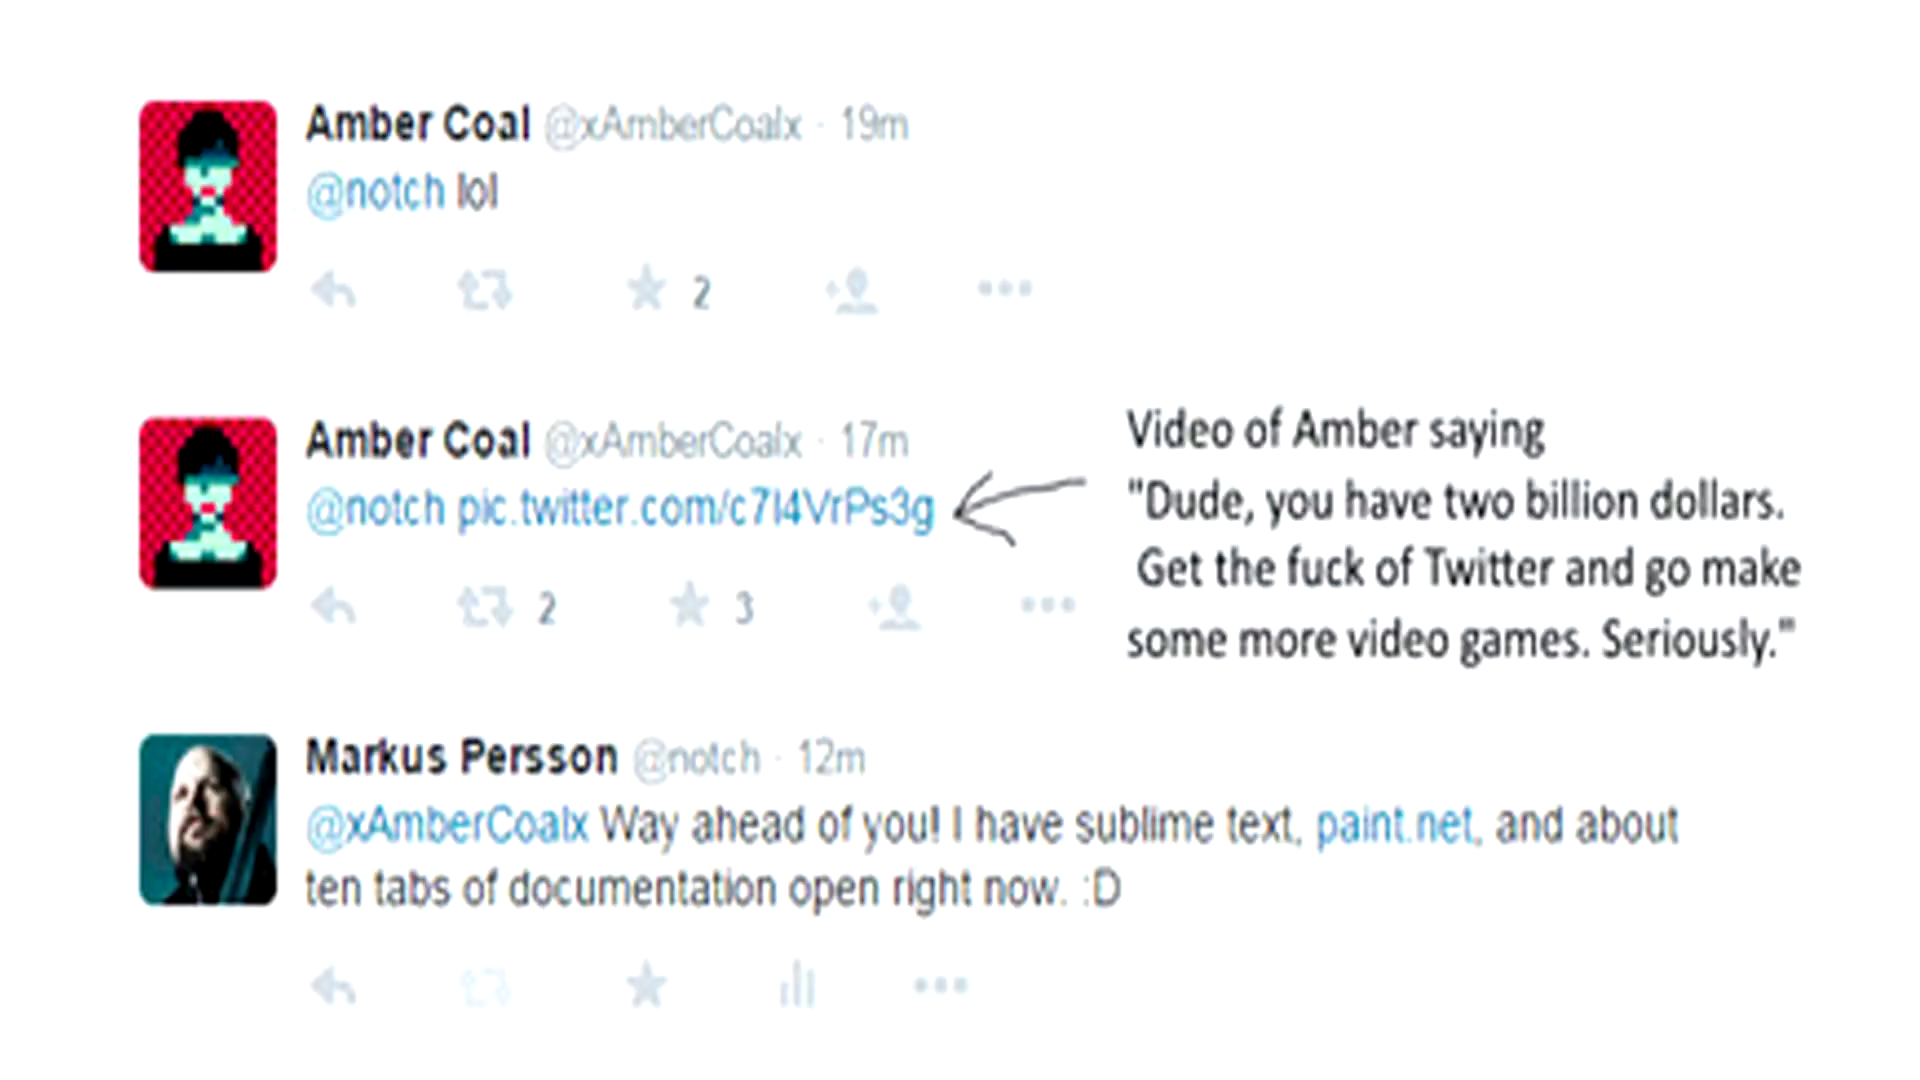 Amber Coal @xAmberCoalx · 19m
@notch lol
2
Amber Coal @xAmberCoalx · 17m
@notch pic.twitter.com/c7I4VrPs3g
2 3
Video of Amber saying
"Dude, you have two billion dollars.
Get the fuck of Twitter and go make
some more video games. Seriously."
Markus Persson @notch · 12m
@xAmberCoalx Way ahead of you! I have sublime text, paint.net, and about
ten tabs of documentation open right now. :D